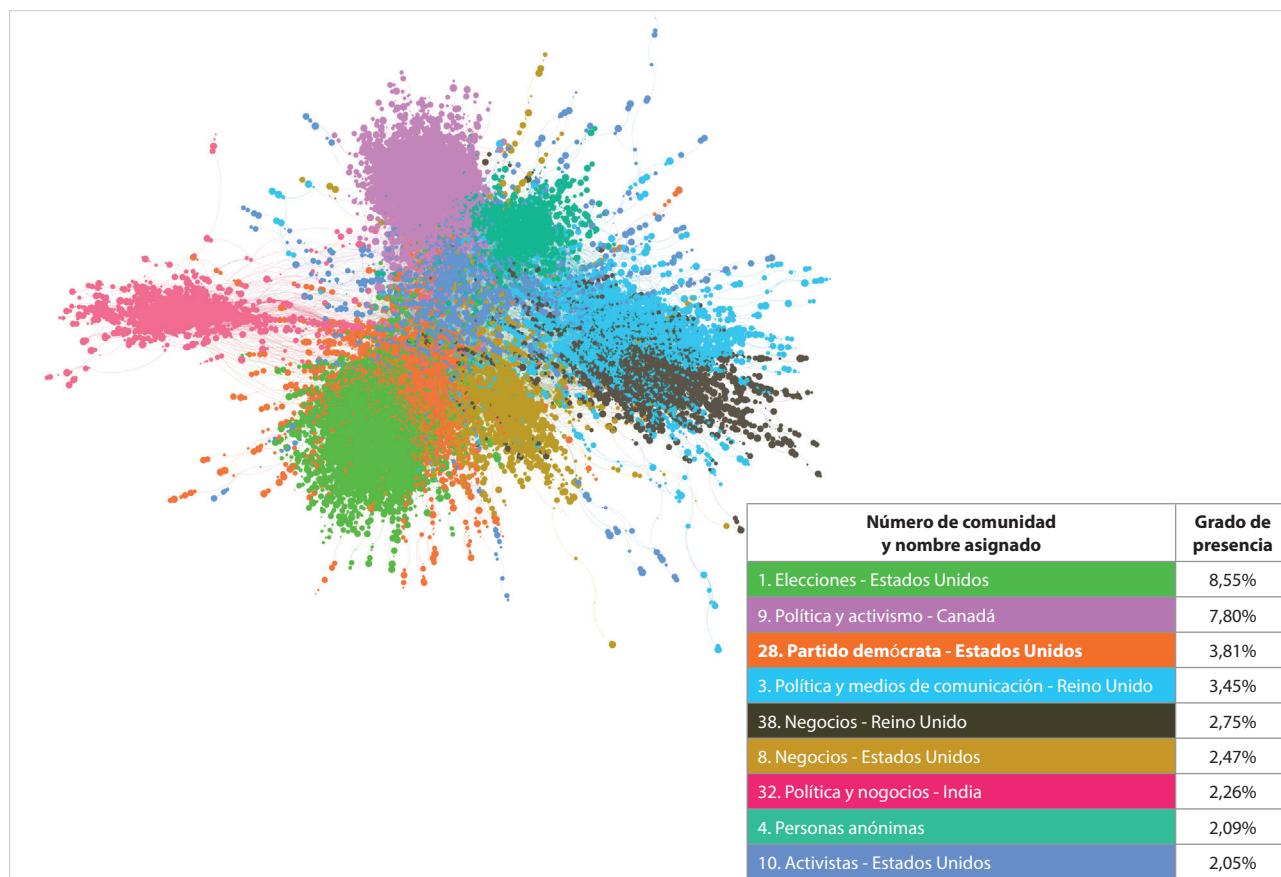 Número de comunidad
y nombre asignado
Grado de
presencia
1. Elecciones - Estados Unidos 8,55%
9. Política y activismo - Canadá 7,80%
28. Partido demócrata - Estados Unidos 3,81%
3. Política y medios de comunicación - Reino Unido 3,45%
38. Negocios - Reino Unido 2,75%
8. Negocios - Estados Unidos 2,47%
32. Política y nogocios - India 2,26%
4. Personas anónimas 2,09%
10. Activistas - Estados Unidos 2,05%